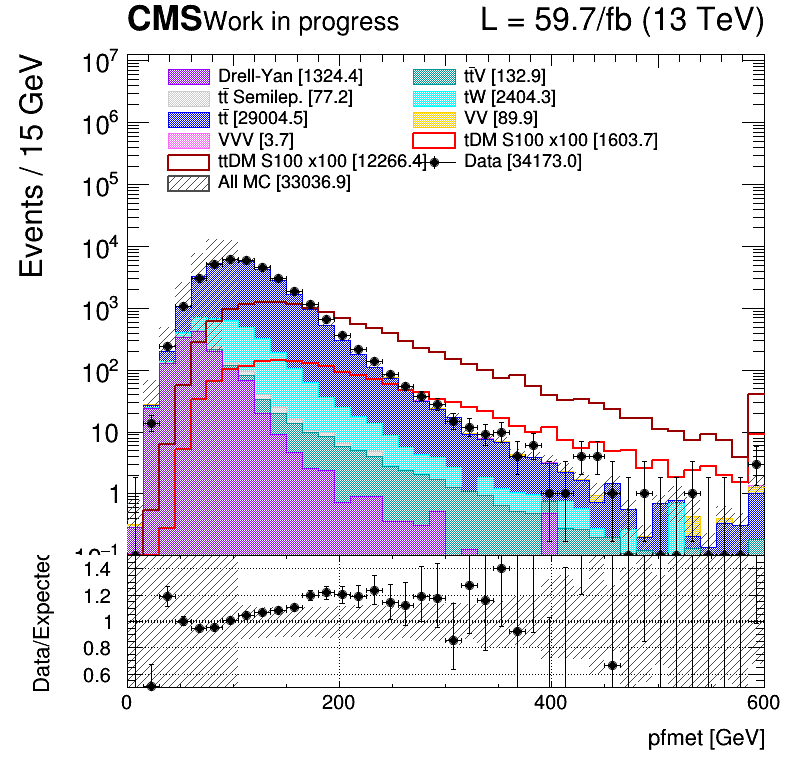 CMS Work in progress L = 59.7/fb (13 TeV)
Events / 15 GeV
10⁷
10⁶
10⁵
10⁴
10³
10²
10
1
10⁻¹
Drell-Yan [1324.4] tt̄V [132.9]
tt̄ Semilep. [77.2] tW [2404.3]
tt̄ [29004.5] VV [89.9]
VVV [3.7] tDM S100 x100 [1603.7]
ttDM S100 x100 [12266.4] Data [34173.0]
All MC [33036.9]
Data/Expected
1.4
1.2
1
0.8
0.6
0 200 400 600
pfmet [GeV]